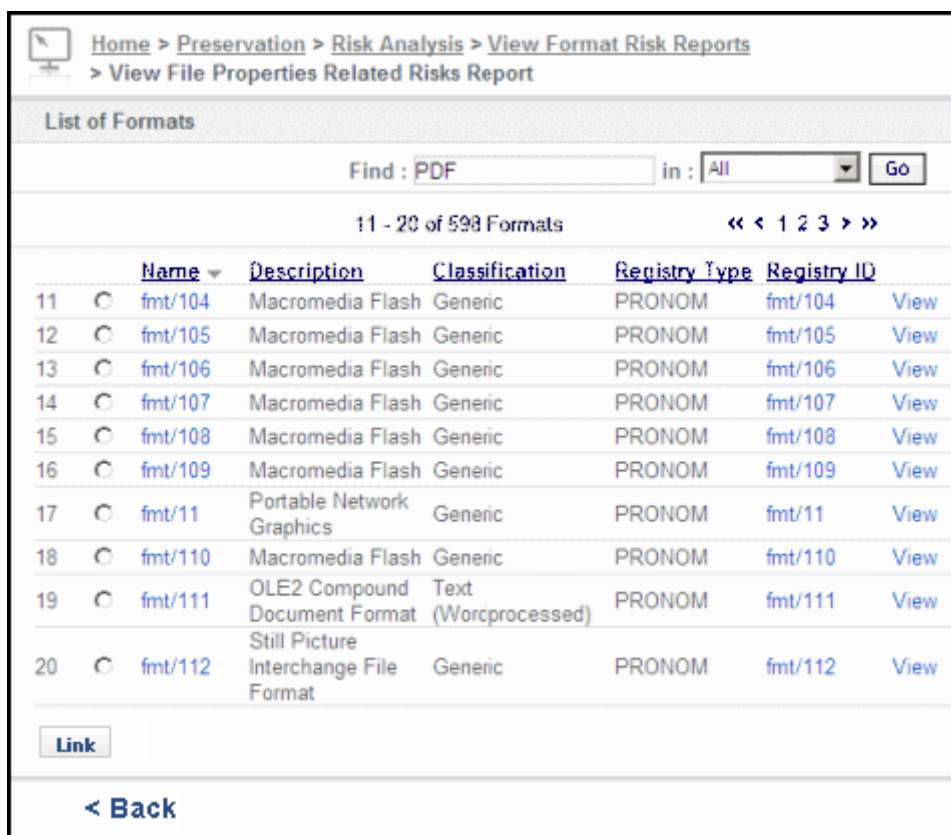 Home > Preservation > Risk Analysis > View Format Risk Reports
> View File Properties Related Risks Report
List of Formats
Find : PDF in : All Go
11 - 20 of 598 Formats « < 1 2 3 > »
Name Description Classification Registry Type Registry ID
11 fmt/104 Macromedia Flash Generic PRONOM fmt/104 View
12 fmt/105 Macromedia Flash Generic PRONOM fmt/105 View
13 fmt/106 Macromedia Flash Generic PRONOM fmt/106 View
14 fmt/107 Macromedia Flash Generic PRONOM fmt/107 View
15 fmt/108 Macromedia Flash Generic PRONOM fmt/108 View
16 fmt/109 Macromedia Flash Generic PRONOM fmt/109 View
17 fmt/11 Portable Network
Graphics Generic PRONOM fmt/11 View
18 fmt/110 Macromedia Flash Generic PRONOM fmt/110 View
19 fmt/111 OLE2 Compound Text
Document Format (Worcprocessed) PRONOM fmt/111 View
Still Picture
20 fmt/112 Interchange File Generic PRONOM fmt/112 View
Format
Link
< Back